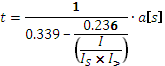 t = 1 / (0.339 − 0.236 / (I / (I_S × I_>))) · a[s]